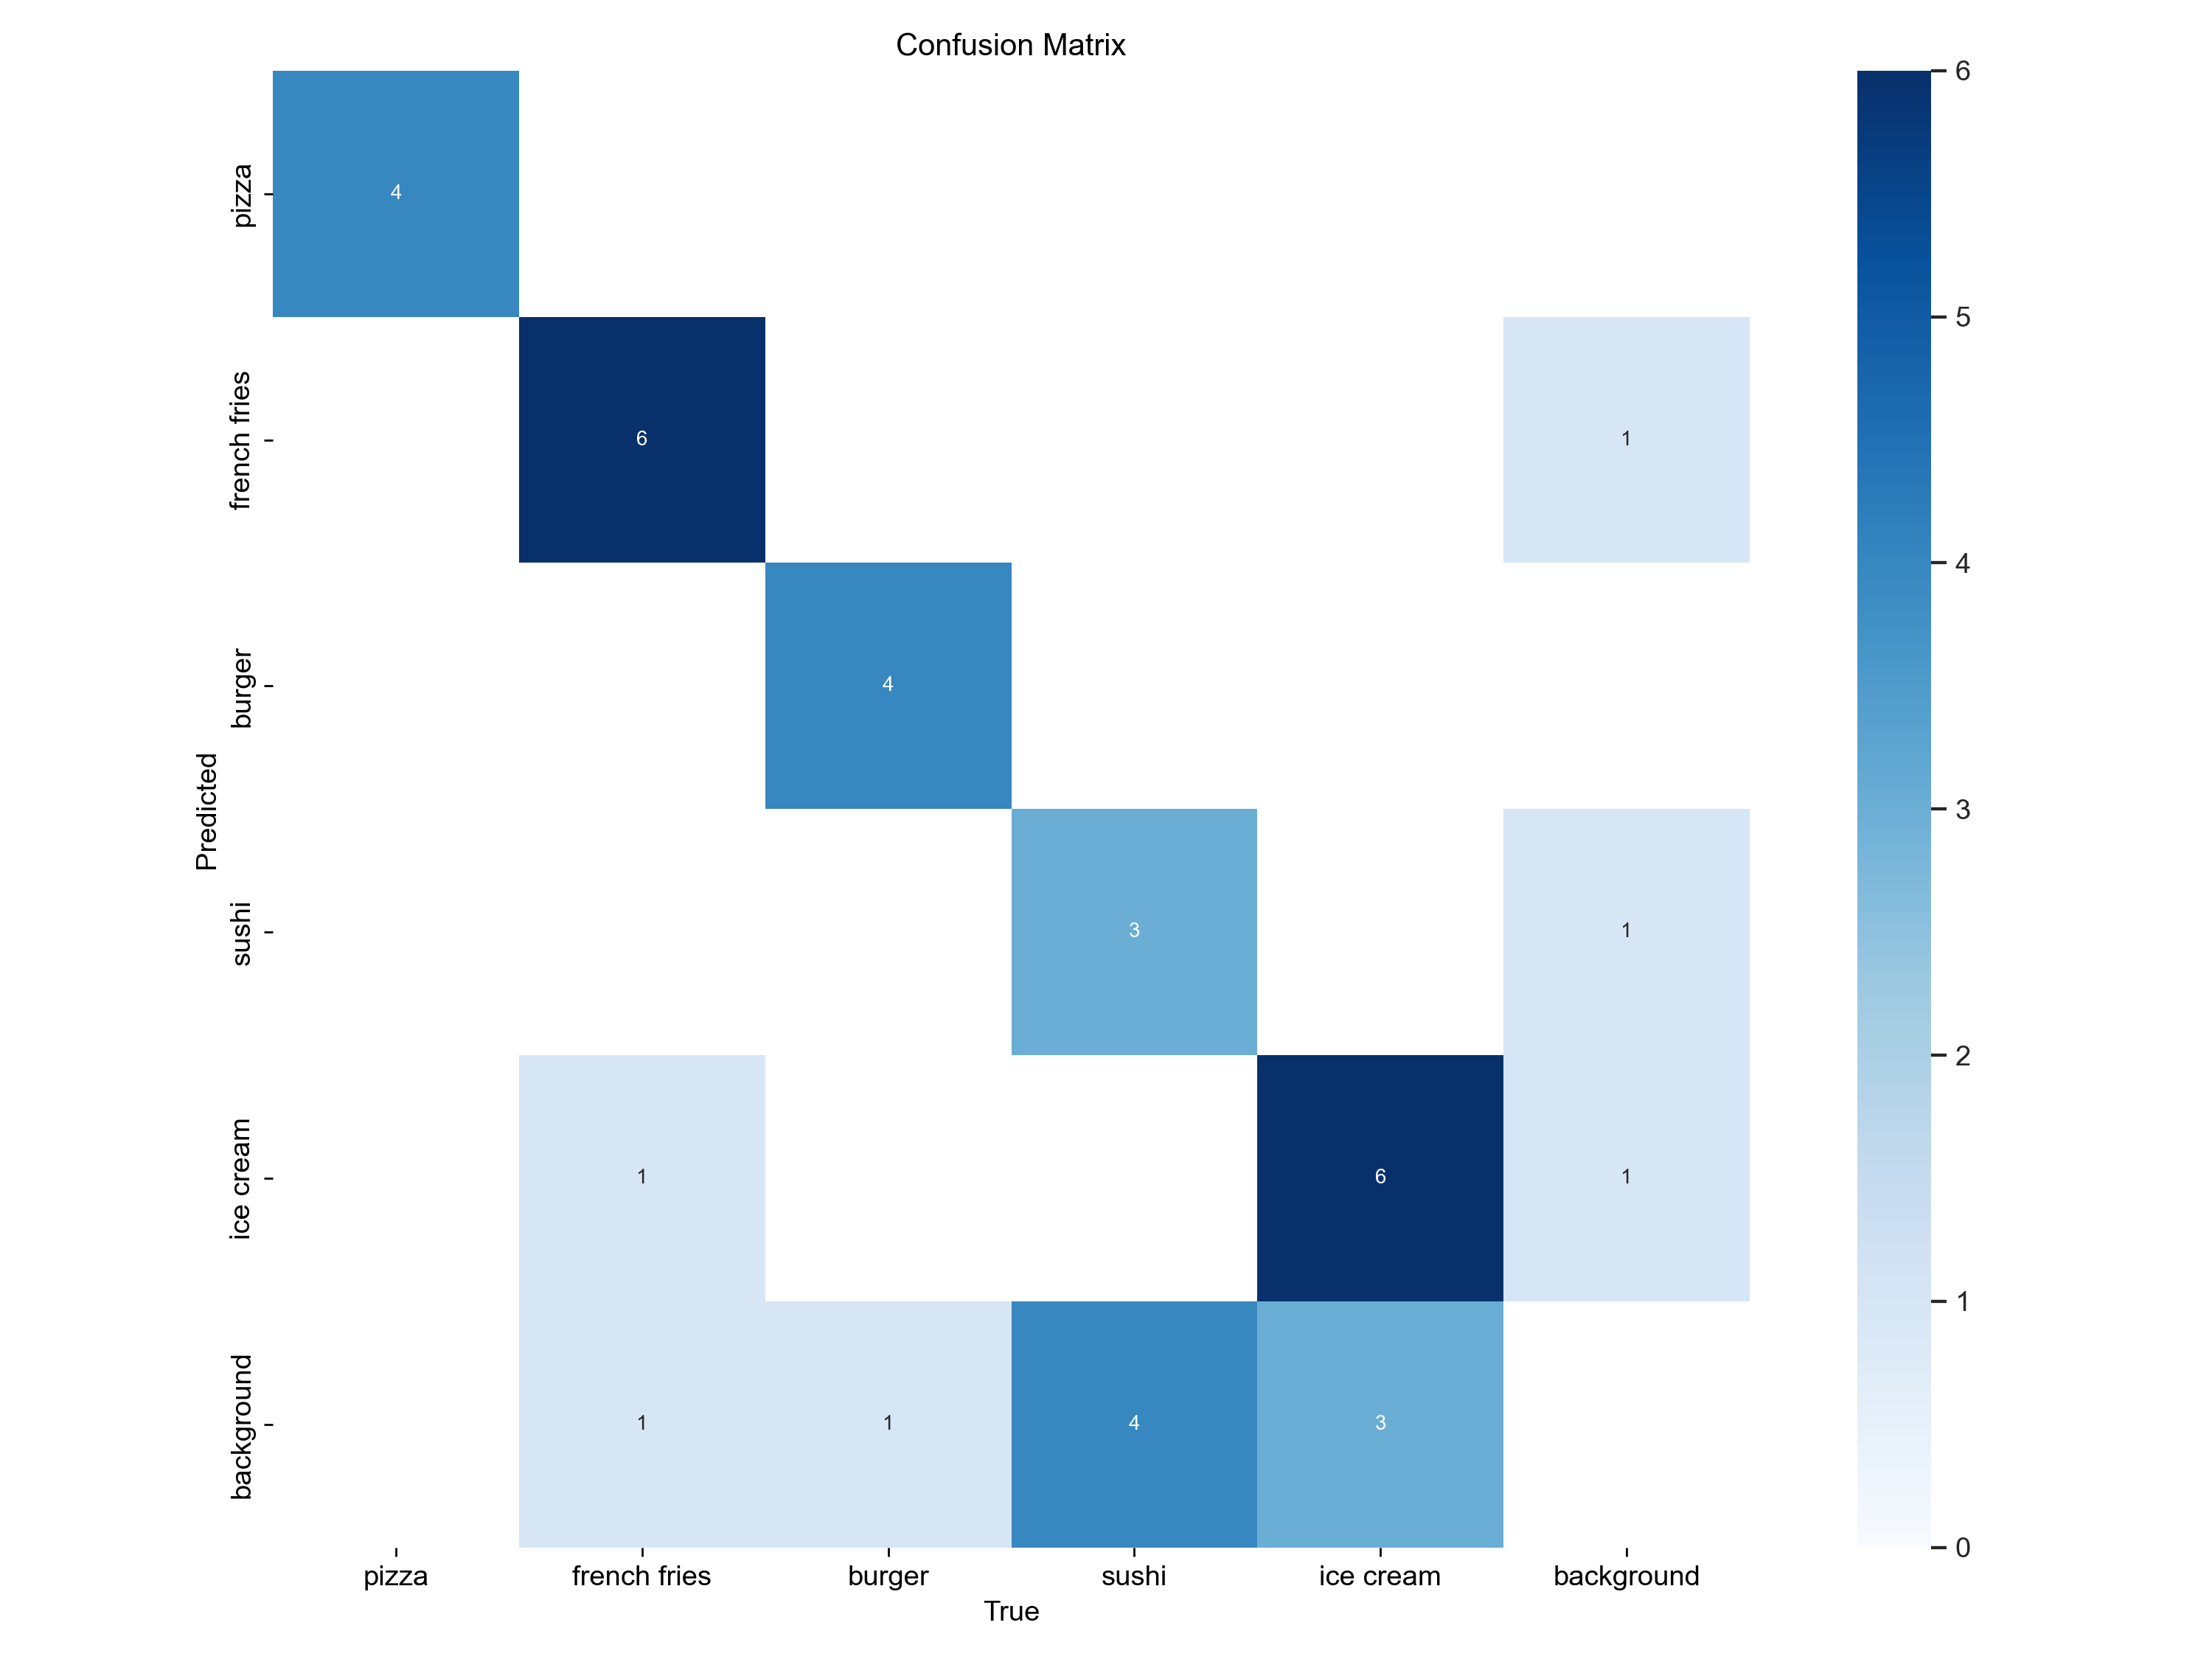 Confusion Matrix
pizza
french fries
burger
sushi
ice cream
background
Predicted
4
6 1
4
3 1
1 6 1
1 1 4 3
pizza french fries burger sushi ice cream background
True
6
5
4
3
2
1
0